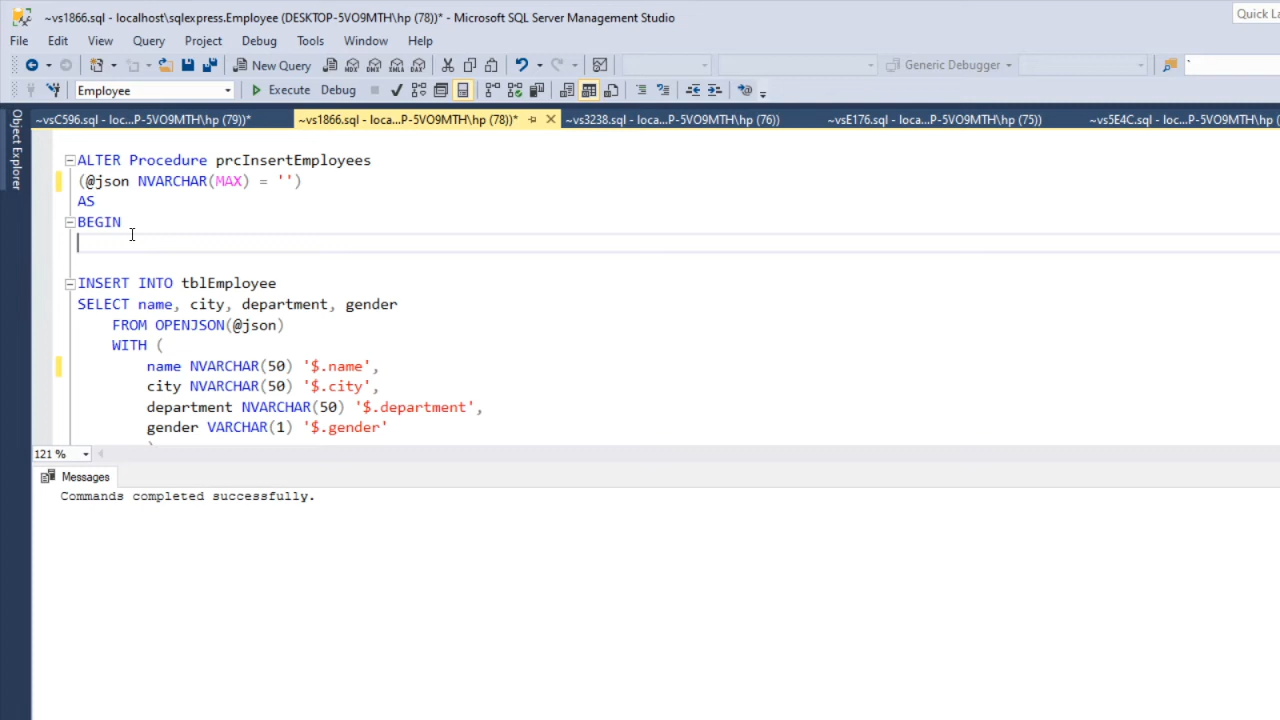 ~vs1866.sql - localhost\sqlexpress.Employee (DESKTOP-5VO9MTH\hp (78))* - Microsoft SQL Server Management Studio
Quick La
File Edit View Query Project Debug Tools Window Help
New Query MDX DMX XMLA DAX Generic Debugger `
Employee Execute Debug
~vsC596.sql - loc...P-5VO9MTH\hp (79))* ~vs1866.sql - loca...P-5VO9MTH\hp (78))* ~vs3238.sql - loca...P-5VO9MTH\hp (76)) ~vsE176.sql - loca...P-5VO9MTH\hp (75)) ~vs5E4C.sql - loc...P-5VO9MTH\hp (
Object Explorer
ALTER Procedure prcInsertEmployees
(@json NVARCHAR(MAX) = '')
AS
BEGIN
INSERT INTO tblEmployee
SELECT name, city, department, gender
FROM OPENJSON(@json)
WITH (
name NVARCHAR(50) '$.name',
city NVARCHAR(50) '$.city',
department NVARCHAR(50) '$.department',
gender VARCHAR(1) '$.gender'
)
121 %
Messages
Commands completed successfully.